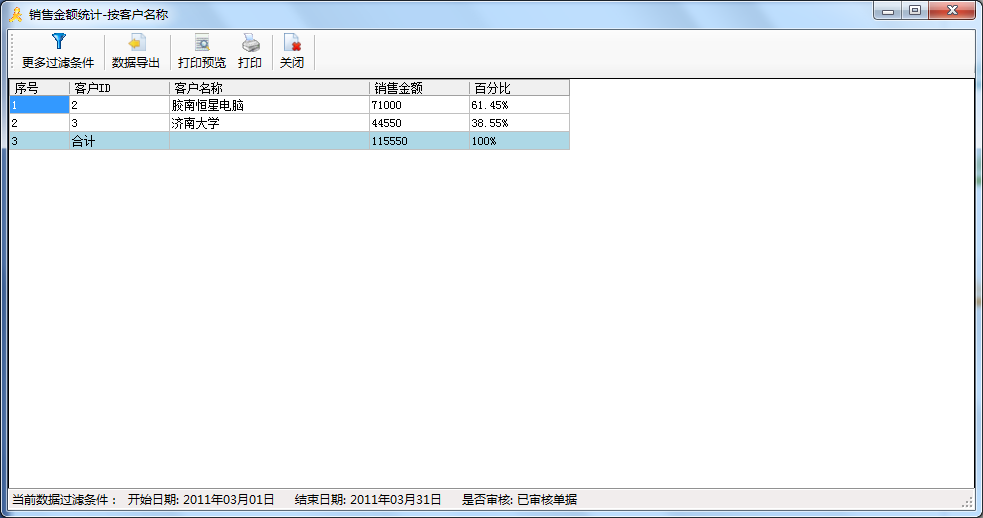 销售金额统计-按客户名称
更多过滤条件 数据导出 打印预览 打印 关闭
序号 客户ID 客户名称 销售金额 百分比
1 2 胶南恒星电脑 71000 61.45%
2 3 济南大学 44550 38.55%
3 合计 115550 100%
当前数据过滤条件： 开始日期: 2011年03月01日 结束日期: 2011年03月31日 是否审核: 已审核单据